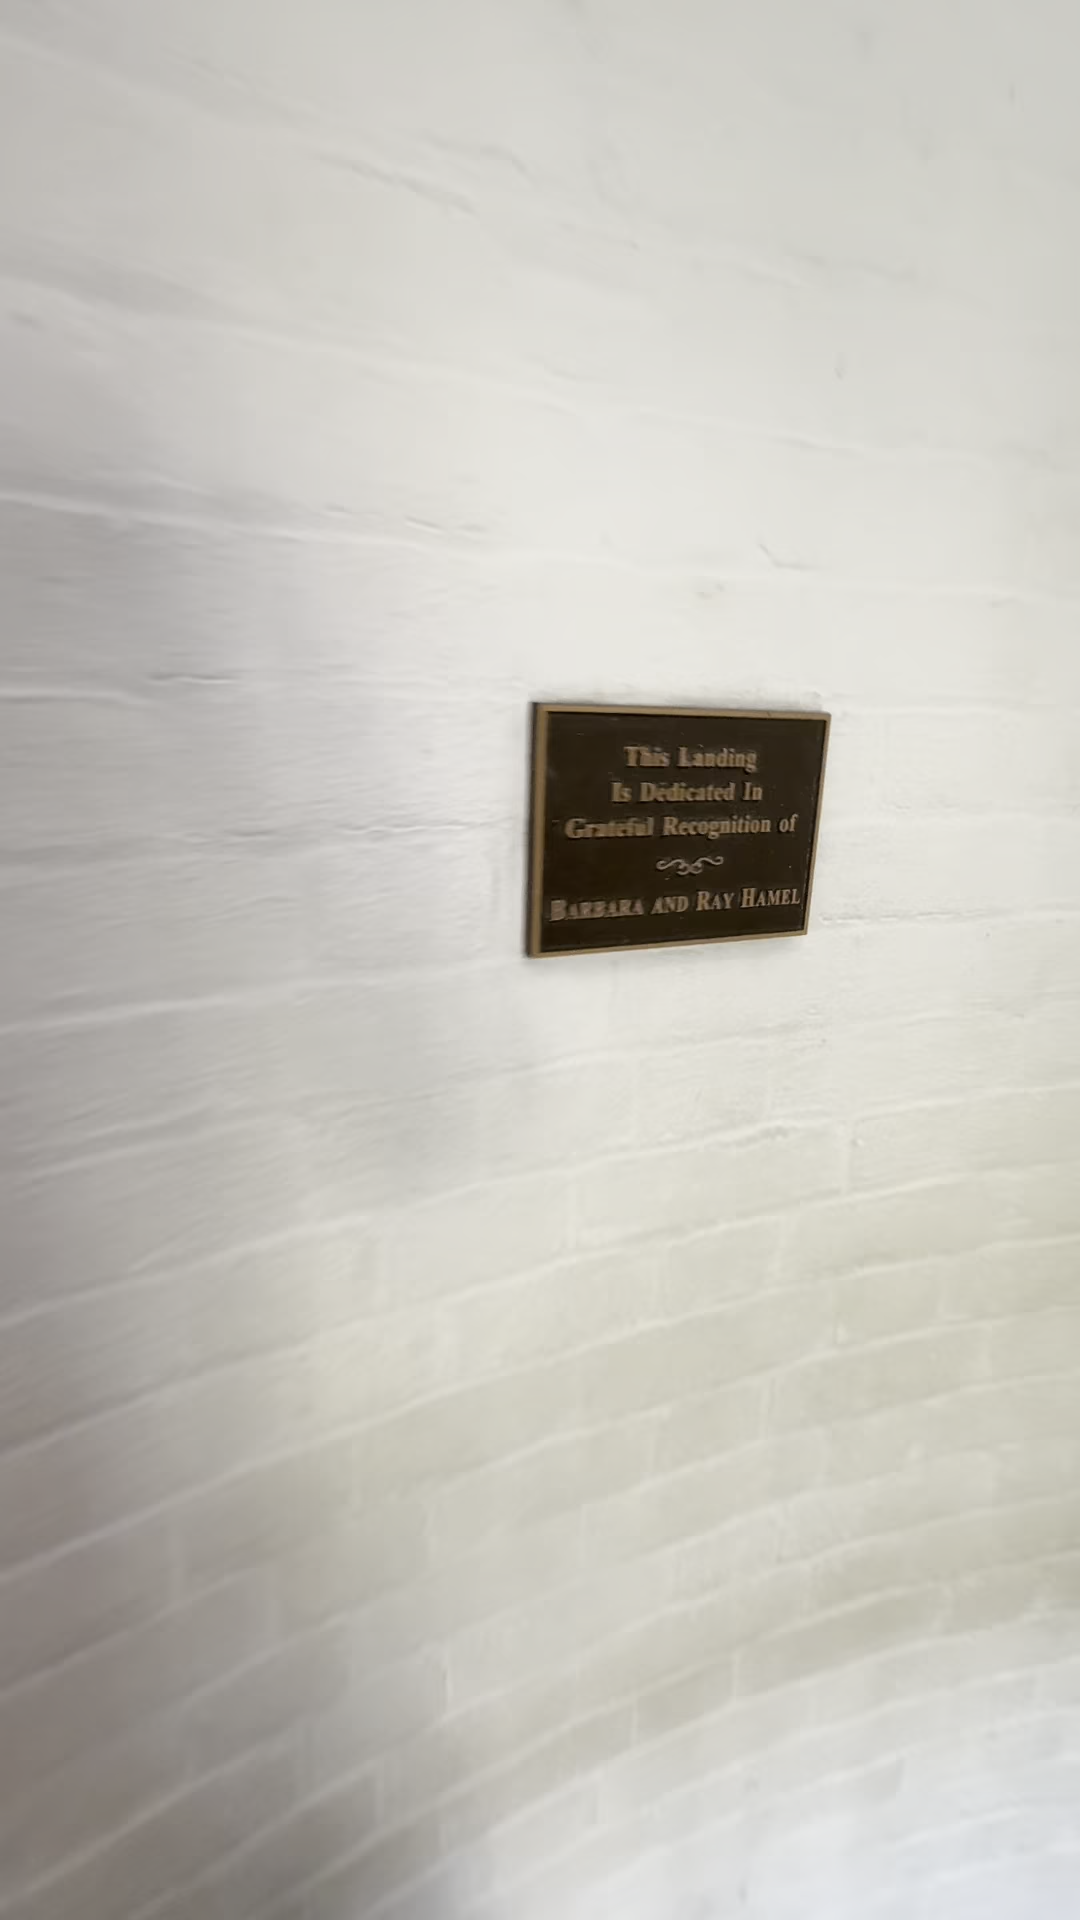 This Landing
Is Dedicated In
Grateful Recognition of
BARBARA AND RAY HAMEL